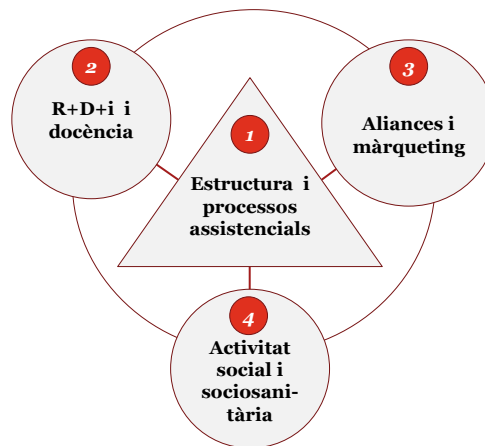 2
R+D+i i
docència
3
Aliances i
màrqueting
1
Estructura i
processos
assistencials
4
Activitat
social i
sociosani-
tària